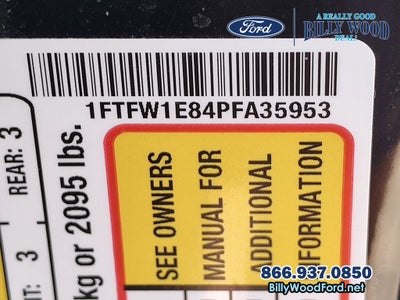 Ford
A REALLY GOOD
BILLY WOOD
DEAL!
1FTFW1E84PFA35953
REAR: 3
T: 3
kg or 2095 lbs.
SEE OWNERS
MANUAL FOR
ADDITIONAL
INFORMATION
866.937.0850
BillyWoodFord.net